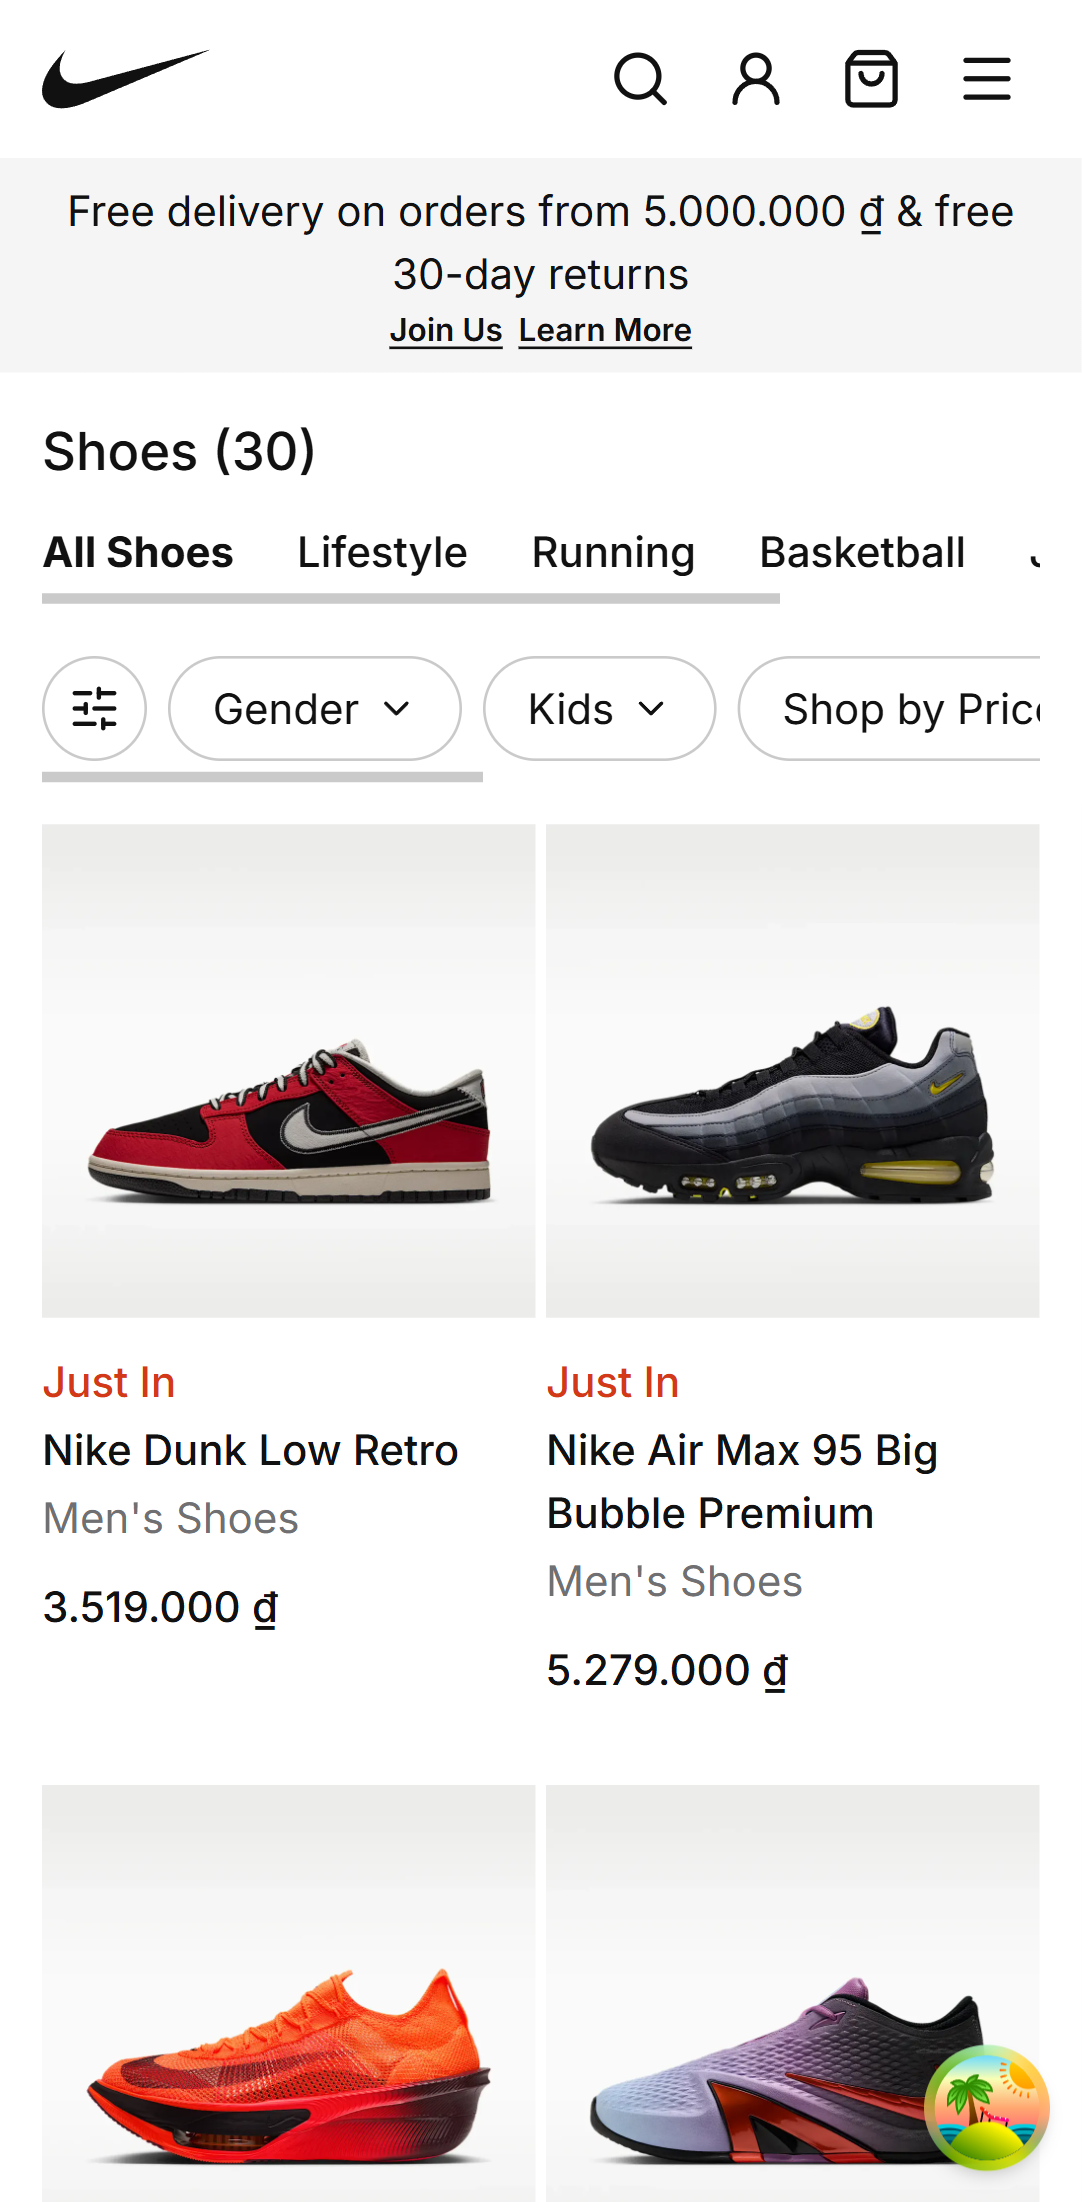 Free delivery on orders from 5.000.000 ₫ & free
30-day returns
Join Us Learn More
Shoes (30)
All Shoes Lifestyle Running Basketball
Gender Kids Shop by Price
Just In
Nike Dunk Low Retro
Men's Shoes
3.519.000 ₫
Just In
Nike Air Max 95 Big
Bubble Premium
Men's Shoes
5.279.000 ₫